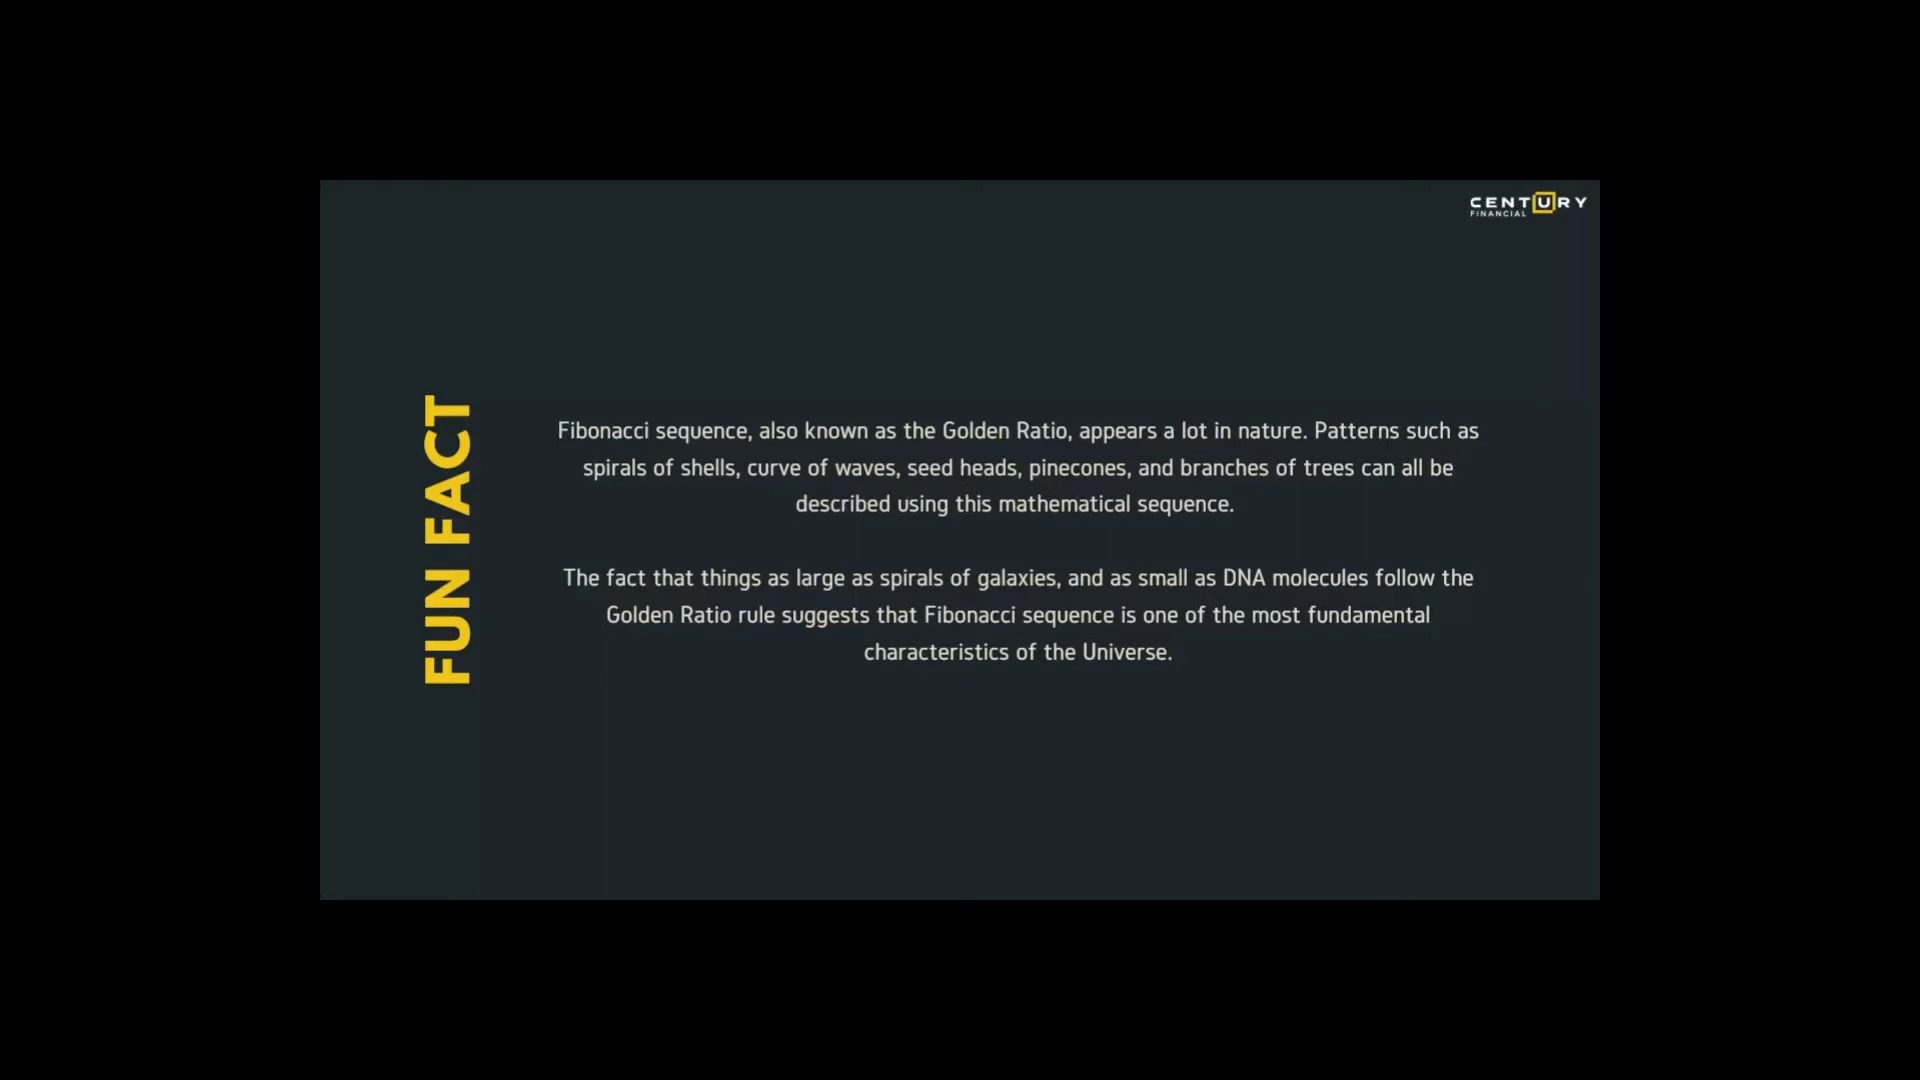 CENTURY
FINANCIAL
FUN FACT
Fibonacci sequence, also known as the Golden Ratio, appears a lot in nature. Patterns such as
spirals of shells, curve of waves, seed heads, pinecones, and branches of trees can all be
described using this mathematical sequence.
The fact that things as large as spirals of galaxies, and as small as DNA molecules follow the
Golden Ratio rule suggests that Fibonacci sequence is one of the most fundamental
characteristics of the Universe.